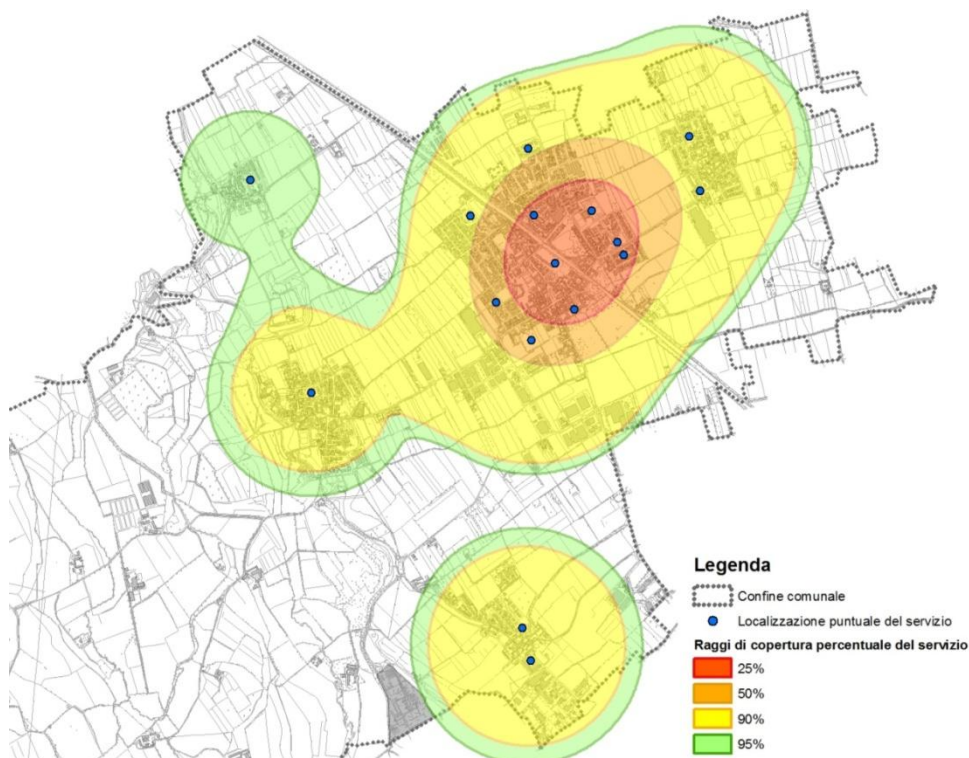 Legenda
Confine comunale
Localizzazione puntuale del servizio
Raggi di copertura percentuale del servizio
25%
50%
90%
95%